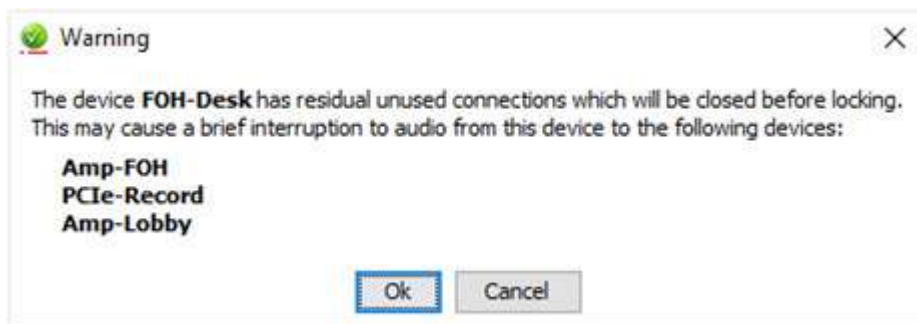 Warning
The device FOH-Desk has residual unused connections which will be closed before locking.
This may cause a brief interruption to audio from this device to the following devices:
Amp-FOH
PCIe-Record
Amp-Lobby
Ok Cancel